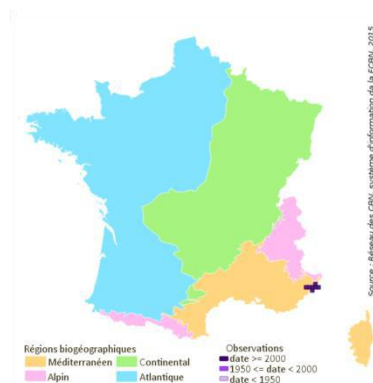 Source : Réseau des CBN, système d'information de la FCBN, 2015
Régions biogéographiques
Méditerranéen
Continental
Alpin
Atlantique
Observations
date >= 2000
1950 <= date < 2000
date < 1950